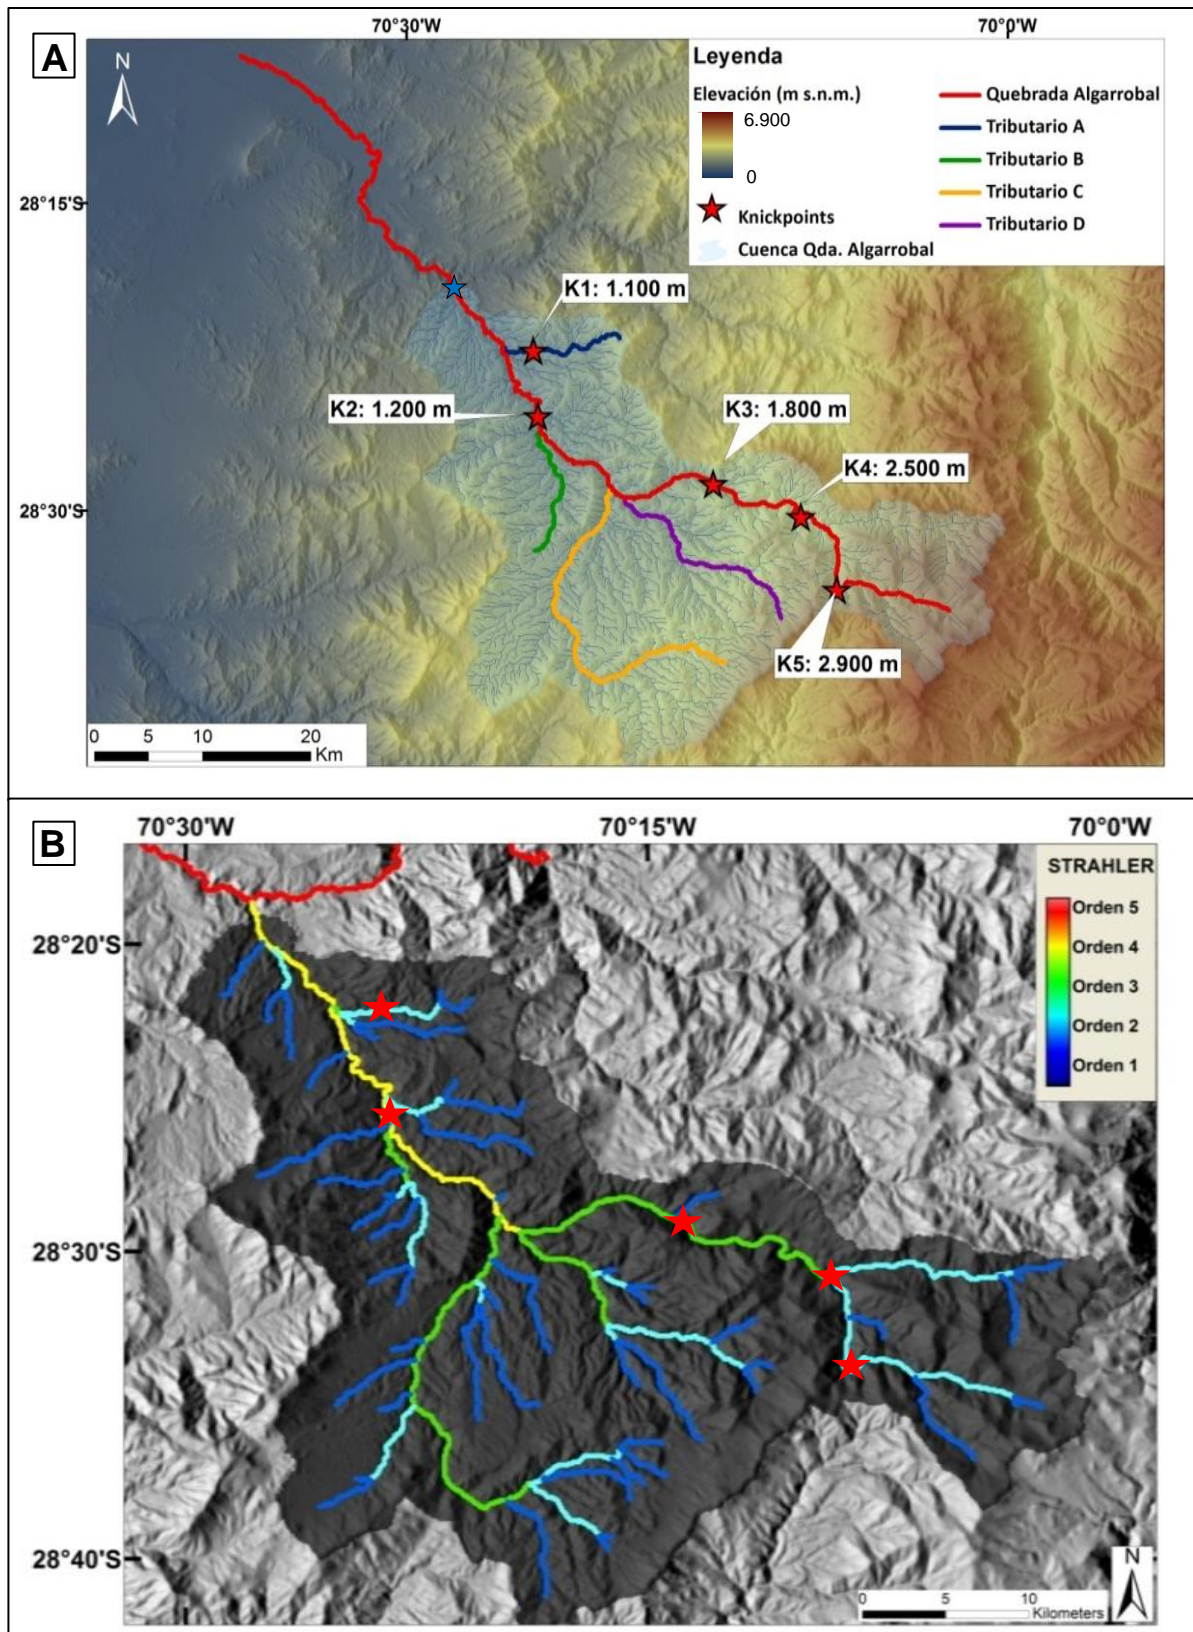 A
70°30'W
70°0'W
N
Leyenda
Elevación (m s.n.m.)
6.900
0
Knickpoints
Cuenca Qda. Algarrobal
Quebrada Algarrobal
Tributario A
Tributario B
Tributario C
Tributario D
28°15'S
K1: 1.100 m
K2: 1.200 m
K3: 1.800 m
K4: 2.500 m
28°30'S
K5: 2.900 m
0 5 10 20
Km
B
70°30'W
70°15'W
70°0'W
STRAHLER
Orden 5
Orden 4
Orden 3
Orden 2
Orden 1
28°20'S
28°30'S
28°40'S
N
0 5 10
Kilometers